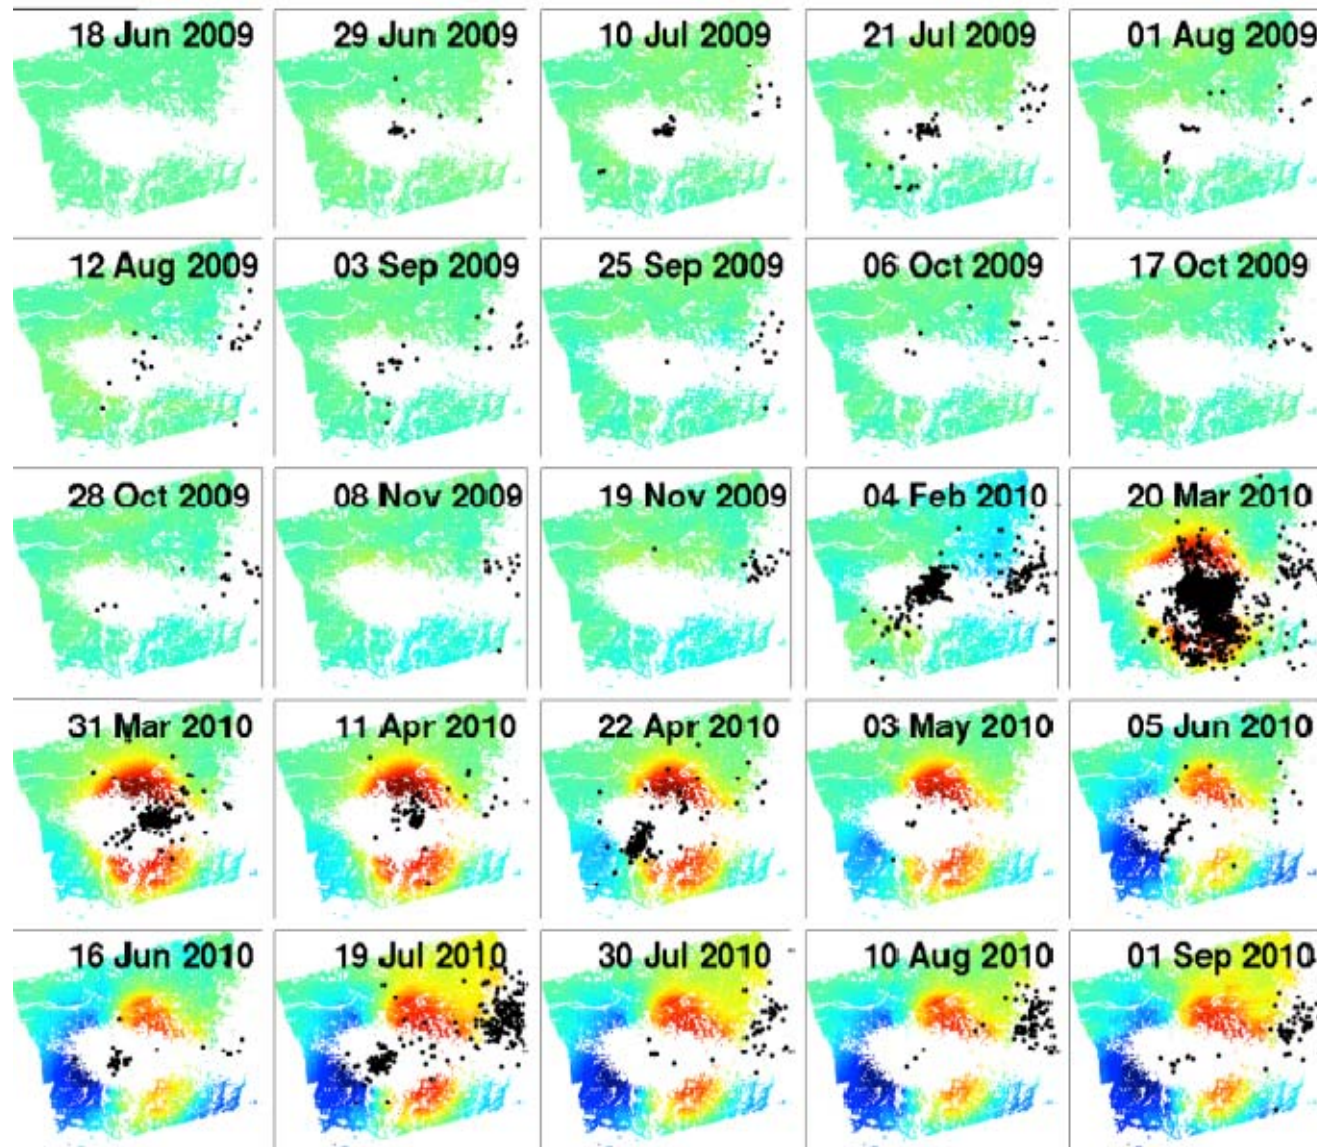 18 Jun 2009
29 Jun 2009
10 Jul 2009
21 Jul 2009
01 Aug 2009
12 Aug 2009
03 Sep 2009
25 Sep 2009
06 Oct 2009
17 Oct 2009
28 Oct 2009
08 Nov 2009
19 Nov 2009
04 Feb 2010
20 Mar 2010
31 Mar 2010
11 Apr 2010
22 Apr 2010
03 May 2010
05 Jun 2010
16 Jun 2010
19 Jul 2010
30 Jul 2010
10 Aug 2010
01 Sep 2010